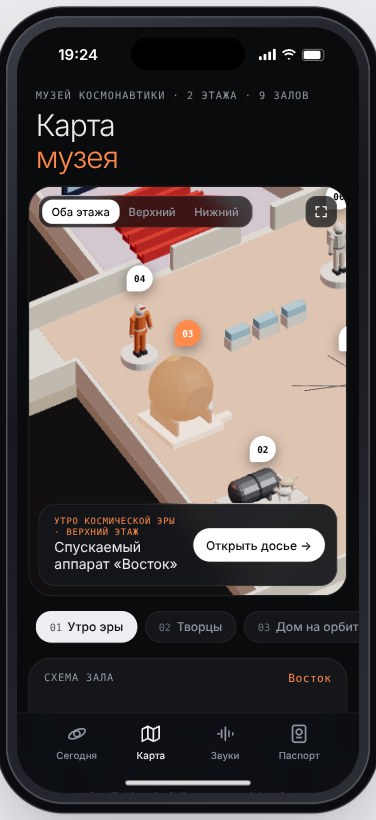 19:24
МУЗЕЙ КОСМОНАВТИКИ · 2 ЭТАЖА · 9 ЗАЛОВ
Карта
музея
Оба этажа Верхний Нижний
04
03
02
УТРО КОСМИЧЕСКОЙ ЭРЫ
· ВЕРХНИЙ ЭТАЖ
Спускаемый
аппарат «Восток»
Открыть досье →
01 Утро эры 02 Творцы 03 Дом на орбит
СХЕМА ЗАЛА Восток
Сегодня Карта Звуки Паспорт